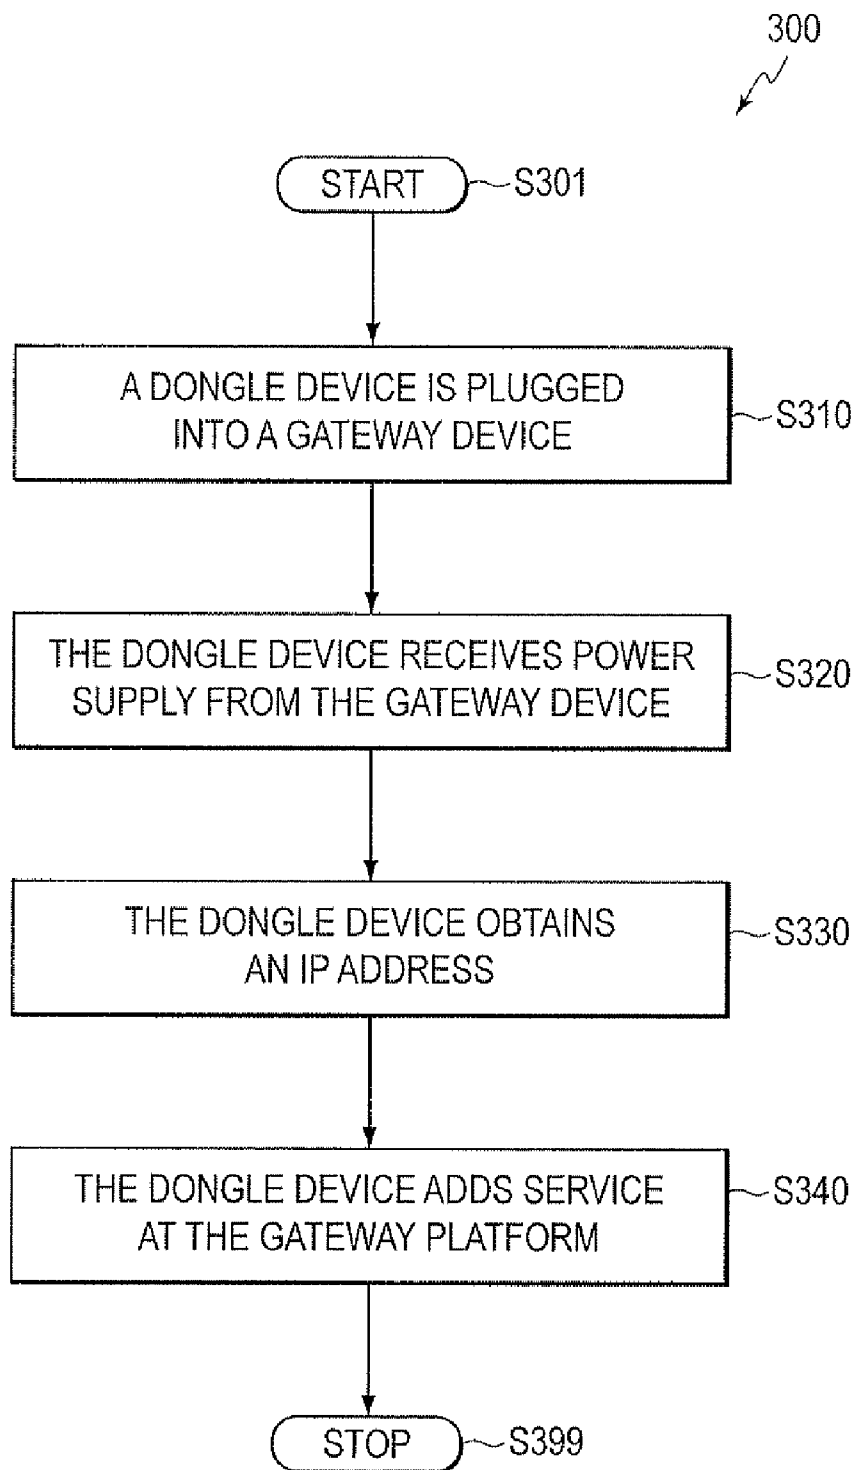 300
START
S301
A DONGLE DEVICE IS PLUGGED
INTO A GATEWAY DEVICE
S310
THE DONGLE DEVICE RECEIVES POWER
SUPPLY FROM THE GATEWAY DEVICE
S320
THE DONGLE DEVICE OBTAINS
AN IP ADDRESS
S330
THE DONGLE DEVICE ADDS SERVICE
AT THE GATEWAY PLATFORM
S340
STOP
S399